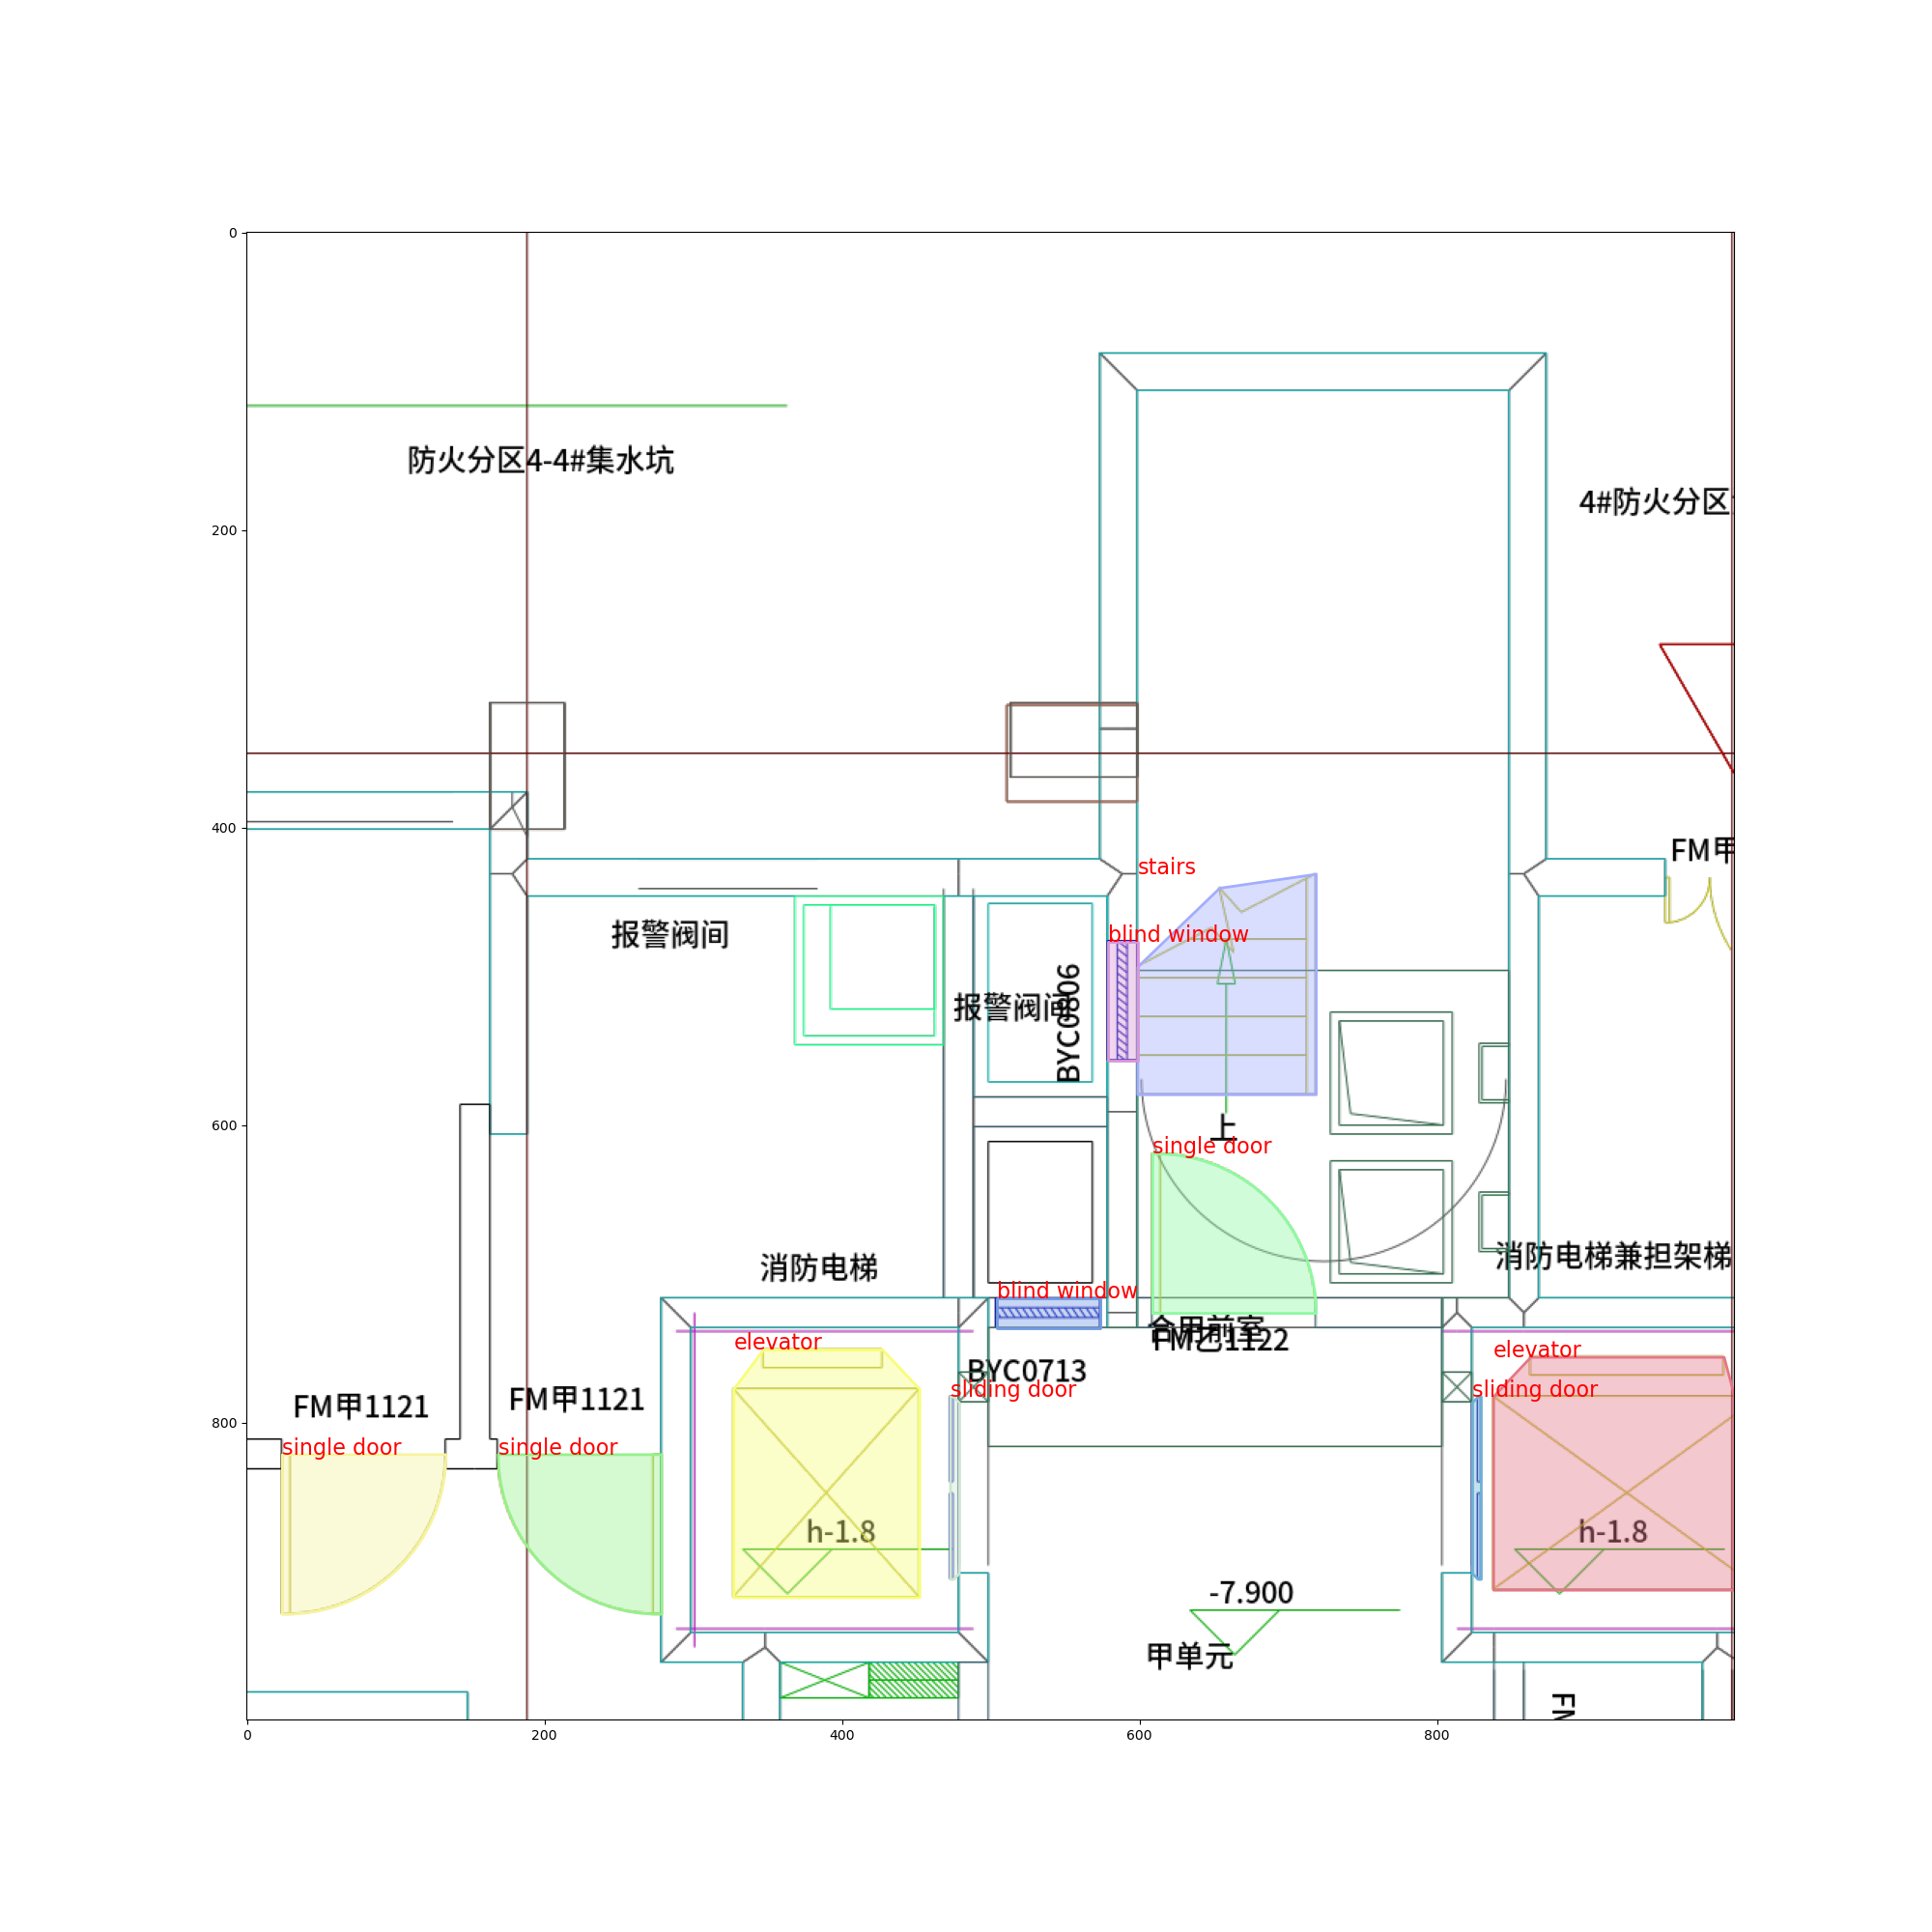 0
防火分区4-4#集水坑
4#防火分区
200
400
FM甲
stairs
报警阀间
blind window
报警阀间
BYC0806
600
上
single door
消防电梯
消防电梯兼担架梯
blind window
合用前室
FM乙1122
elevator
elevator
BYC0713
sliding door
sliding door
FM甲1121
FM甲1121
800
single door
single door
h-1.8
h-1.8
-7.900
甲单元
FM
0
200
400
600
800